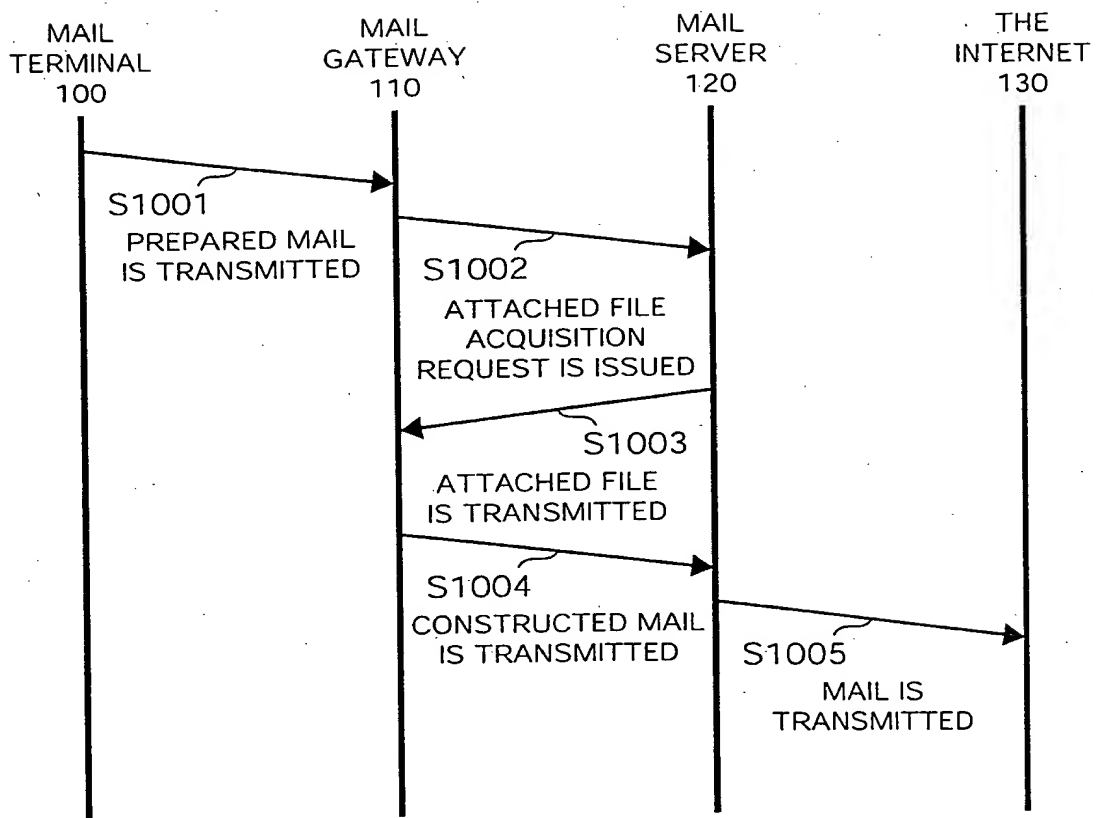 MAIL
TERMINAL
100
MAIL
GATEWAY
110
MAIL
SERVER
120
THE
INTERNET
130
S1001
PREPARED MAIL
IS TRANSMITTED
S1002
ATTACHED FILE
ACQUISITION
REQUEST IS ISSUED
S1003
ATTACHED FILE
IS TRANSMITTED
S1004
CONSTRUCTED MAIL
IS TRANSMITTED
S1005
MAIL IS
TRANSMITTED